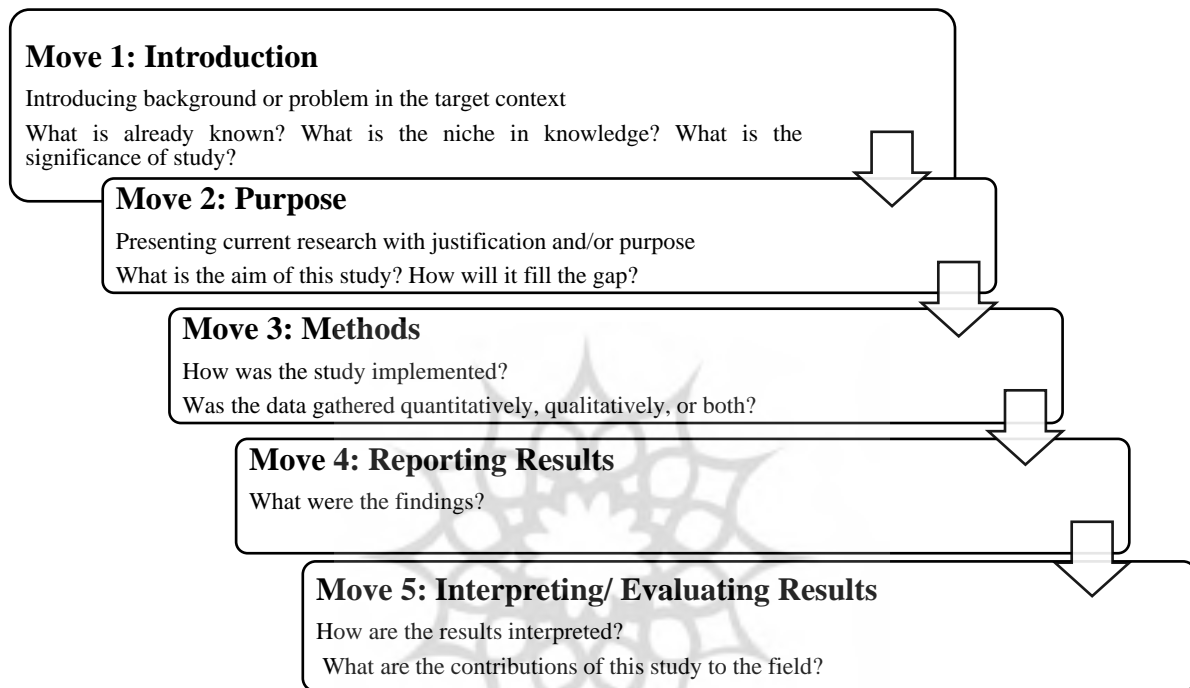 Move 1: Introduction
Introducing background or problem in the target context
What is already known? What is the niche in knowledge? What is the
significance of study?
Move 2: Purpose
Presenting current research with justification and/or purpose
What is the aim of this study? How will it fill the gap?
Move 3: Methods
How was the study implemented?
Was the data gathered quantitatively, qualitatively, or both?
Move 4: Reporting Results
What were the findings?
Move 5: Interpreting/ Evaluating Results
How are the results interpreted?
What are the contributions of this study to the field?